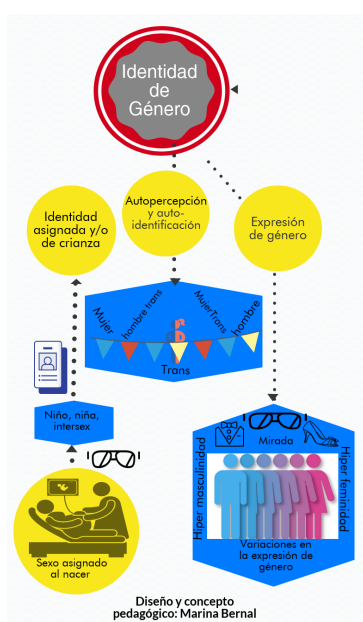 Identidad
de
Género
Autopercepción
y auto-
identificación
Identidad
asignada y/o
de crianza
Expresión
de género
Mujer
hombre trans
MujerTrans
hombre
Trans
Niño, niña,
intersex
Mirada
Hiper masculinidad
Hiper feminidad
Variaciones en
la expresión de
género
Sexo asignado
al nacer
Diseño y concepto
pedagógico: Marina Bernal